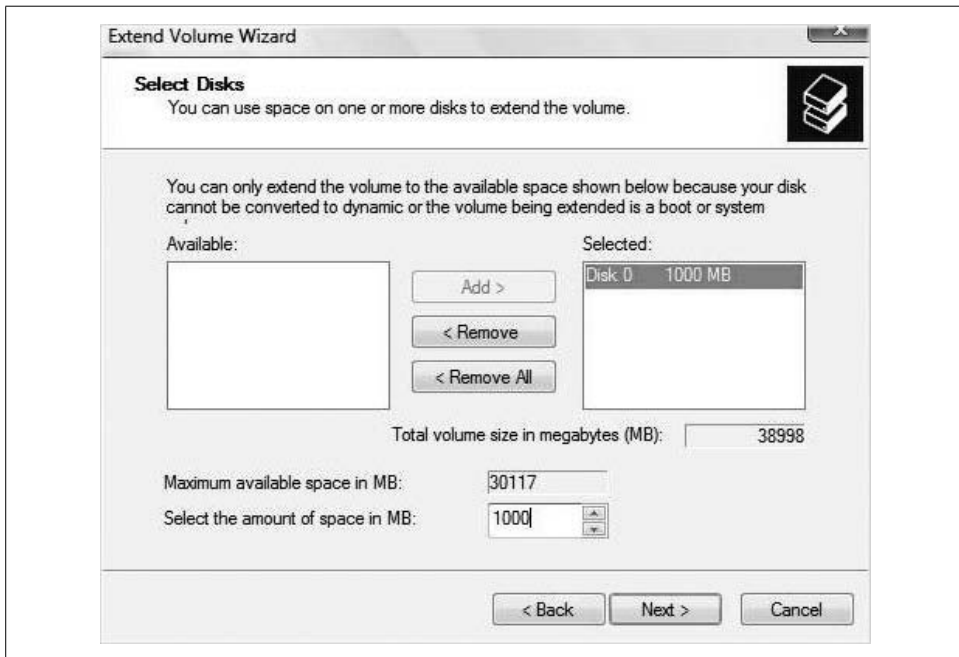 Extend Volume Wizard
Select Disks
You can use space on one or more disks to extend the volume.
You can only extend the volume to the available space shown below because your disk
cannot be converted to dynamic or the volume being extended is a boot or system
Available:
Selected:
Disk 0 1000 MB
Add >
< Remove
< Remove All
Total volume size in megabytes (MB): 38998
Maximum available space in MB: 30117
Select the amount of space in MB: 1000
< Back Next > Cancel